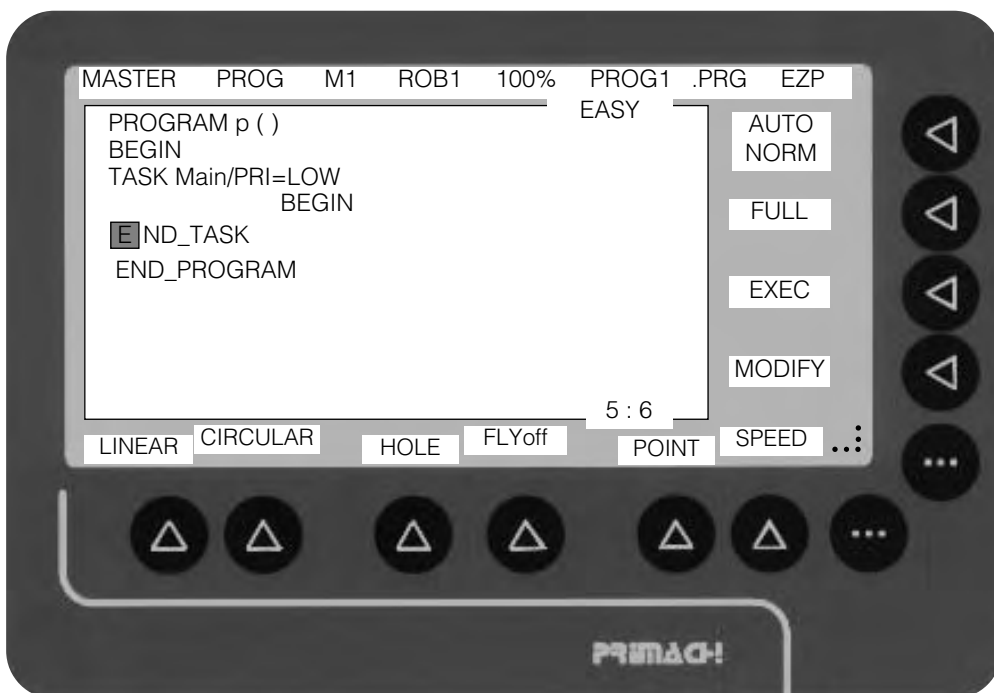 MASTER PROG M1 ROB1 100% PROG1 .PRG EZP
EASY
PROGRAM p ( )
BEGIN
TASK Main/PRI=LOW
BEGIN
END_TASK
END_PROGRAM
5 : 6
AUTO
NORM
FULL
EXEC
MODIFY
LINEAR CIRCULAR HOLE FLYoff POINT SPEED